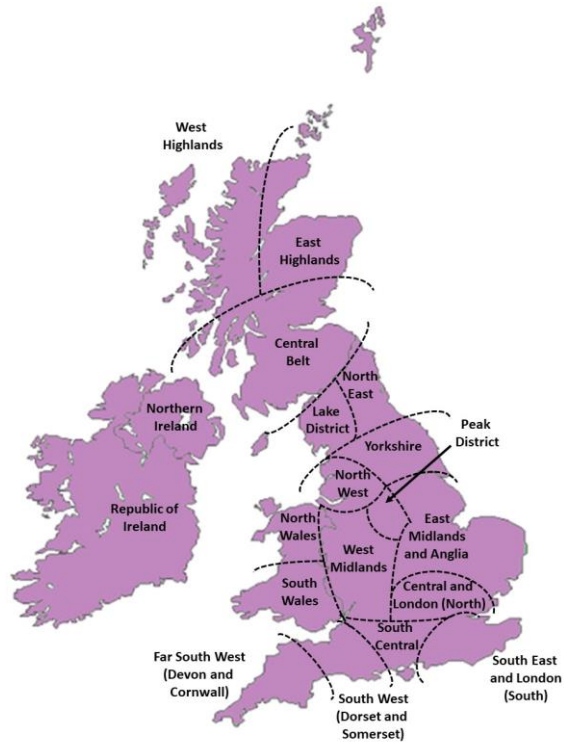 West
Highlands
East
Highlands
Central
Belt
North
East
Northern
Ireland
Lake
District
Peak
District
Yorkshire
North
West
Republic of
Ireland
North
Wales
East
Midlands
and Anglia
West
Midlands
South
Wales
Central and
London (North)
South
Central
Far South West
(Devon and
Cornwall)
South East
and London
(South)
South West
(Dorset and
Somerset)